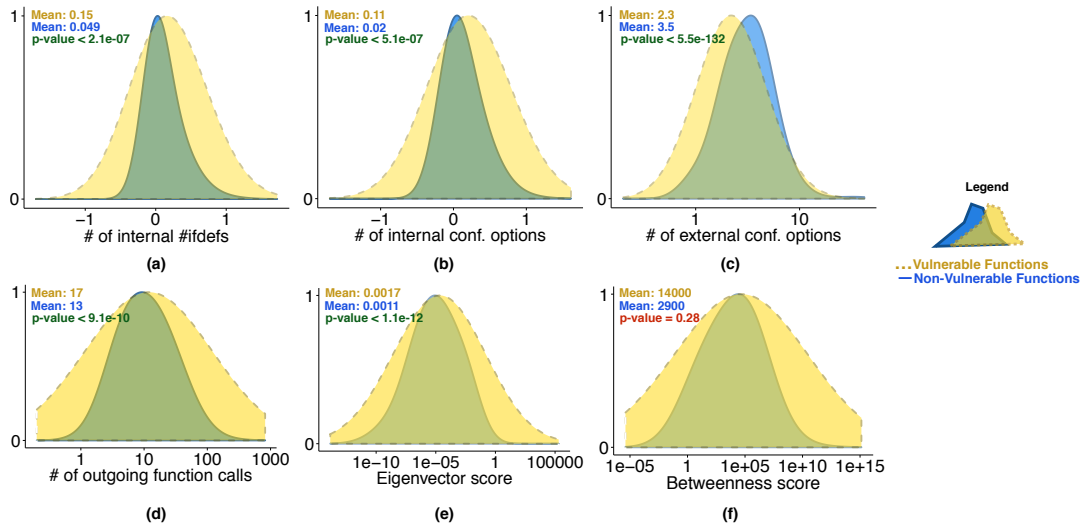 Mean: 0.15
Mean: 0.049
p-value < 2.1e-07
1
0
−1 0 1
# of internal #ifdefs
(a)
Mean: 0.11
Mean: 0.02
p-value < 5.1e-07
1
0
−1 0 1
# of internal conf. options
(b)
Mean: 2.3
Mean: 3.5
p-value < 5.5e-132
1
0
1 10
# of external conf. options
(c)
Legend
Vulnerable Functions
Non-Vulnerable Functions
Mean: 17
Mean: 13
p-value < 9.1e-10
1
0
1 10 100 1000
# of outgoing function calls
(d)
Mean: 0.0017
Mean: 0.0011
p-value < 1.1e-12
1
0
1e-10 1e-05 1 100000
Eigenvector score
(e)
Mean: 14000
Mean: 2900
p-value = 0.28
1
0
1e-05 1 1e+05 1e+10 1e+15
Betweenness score
(f)